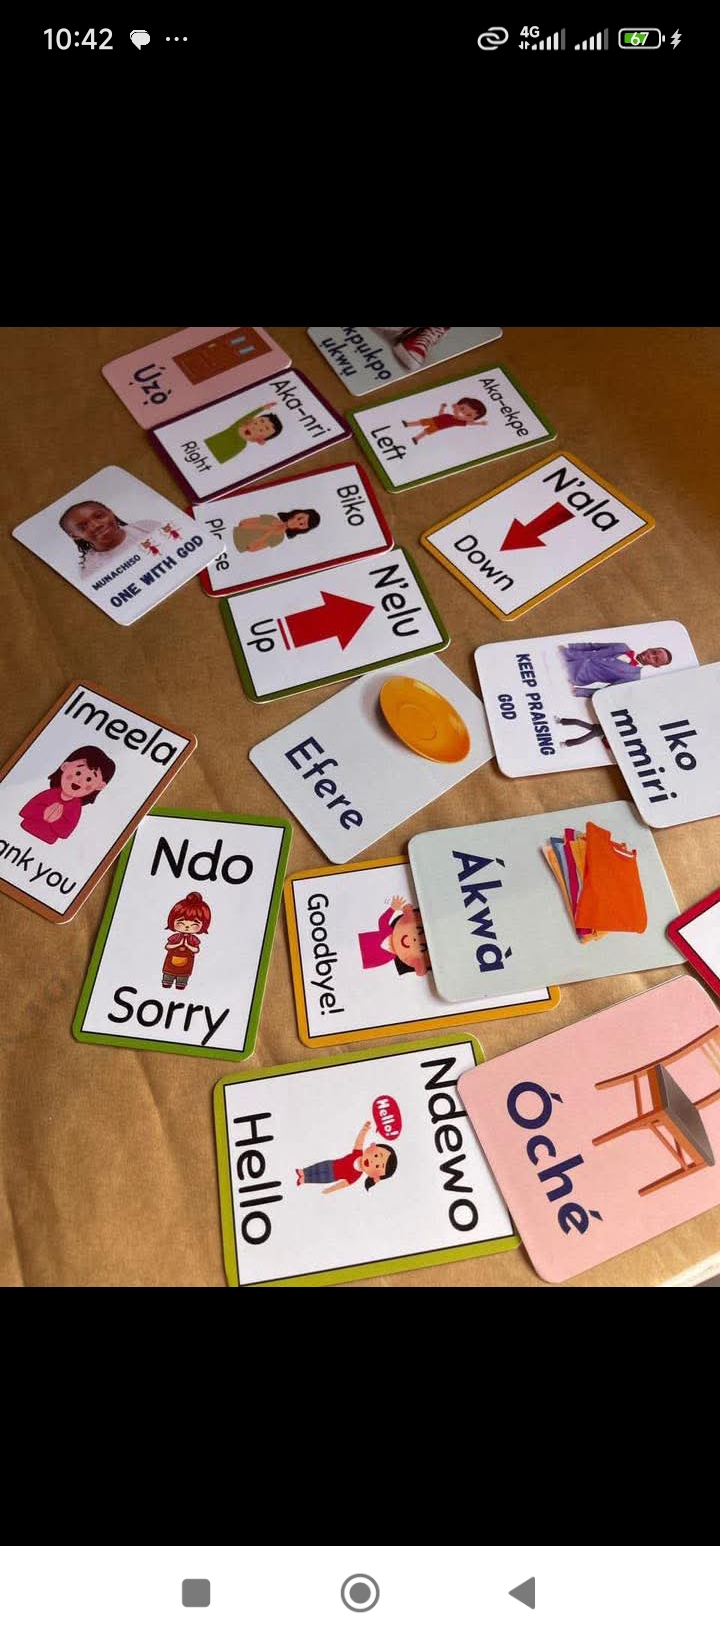 10:42
4G
67
Úzọ̀
kpụkpọ
ụkwụ
Aka-nri
Right
Aka-ekpe
Left
Biko
N'ala
Down
MUNACHISO
ONE WITH GOD
N'elu
Up
KEEP PRAISING
GOD
Iko
mmiri
Imeela
ank you
Efere
Ndo
Sorry
Goodbye!
Ákwà
Ndewo
Hello!
Hello
Óché